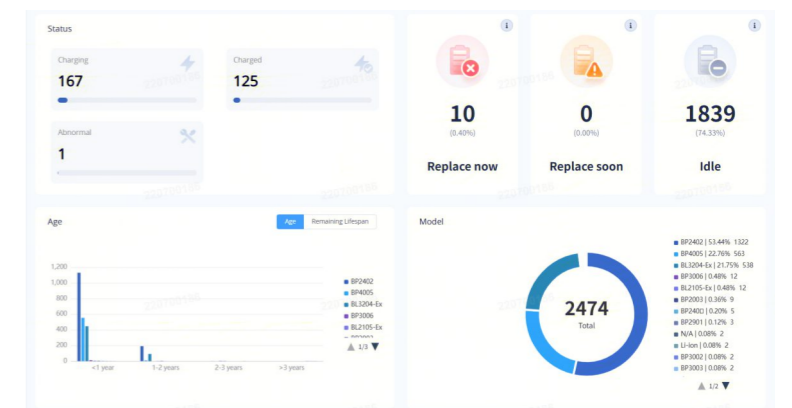 Status
Charging
167
Charged
125
Abnormal
1
10
(0.40%)
Replace now
0
(0.00%)
Replace soon
1839
(74.33%)
Idle
Age
Age
Remaining Lifespan
1,200
1,000
800
600
400
200
0
<1 year
1-2 years
2-3 years
>3 years
BP2402
BP4005
BL3204-Ex
BP3006
BL2105-Ex
1/3
Model
2474
Total
BP2402 | 53.44% 1322
BP4005 | 22.76% 563
BL3204-Ex | 21.75% 538
BP3006 | 0.48% 12
BL2105-Ex | 0.48% 12
BP2003 | 0.36% 9
BP240□ | 0.20% 5
BP2901 | 0.12% 3
N/A | 0.08% 2
Li-Ion | 0.08% 2
BP3002 | 0.08% 2
BP3003 | 0.08% 2
1/2